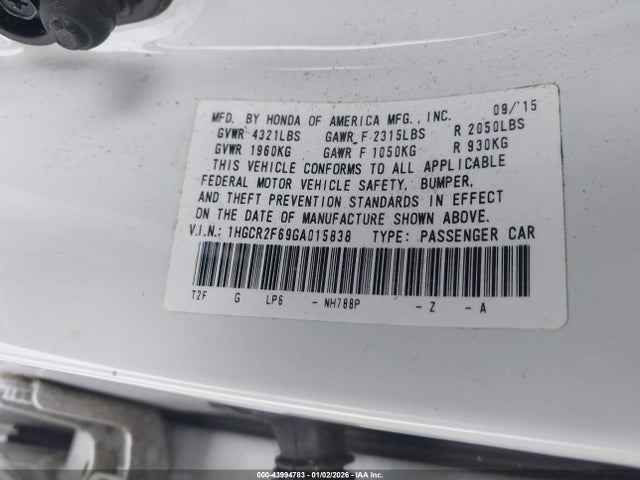 MFD. BY HONDA OF AMERICA MFG., INC. 09/'15
GVWR 4321LBS GAWR F 2315LBS R 2050LBS
GVWR 1960KG GAWR F 1050KG R 930KG
THIS VEHICLE CONFORMS TO ALL APPLICABLE
FEDERAL MOTOR VEHICLE SAFETY, BUMPER,
AND THEFT PREVENTION STANDARDS IN EFFECT
ON THE DATE OF MANUFACTURE SHOWN ABOVE.
V.I.N.: 1HGCR2F69GA015838 TYPE: PASSENGER CAR
T2F G LP6 - NH788P - Z - A
000-43994783 - 01/02/2026 - IAA Inc.